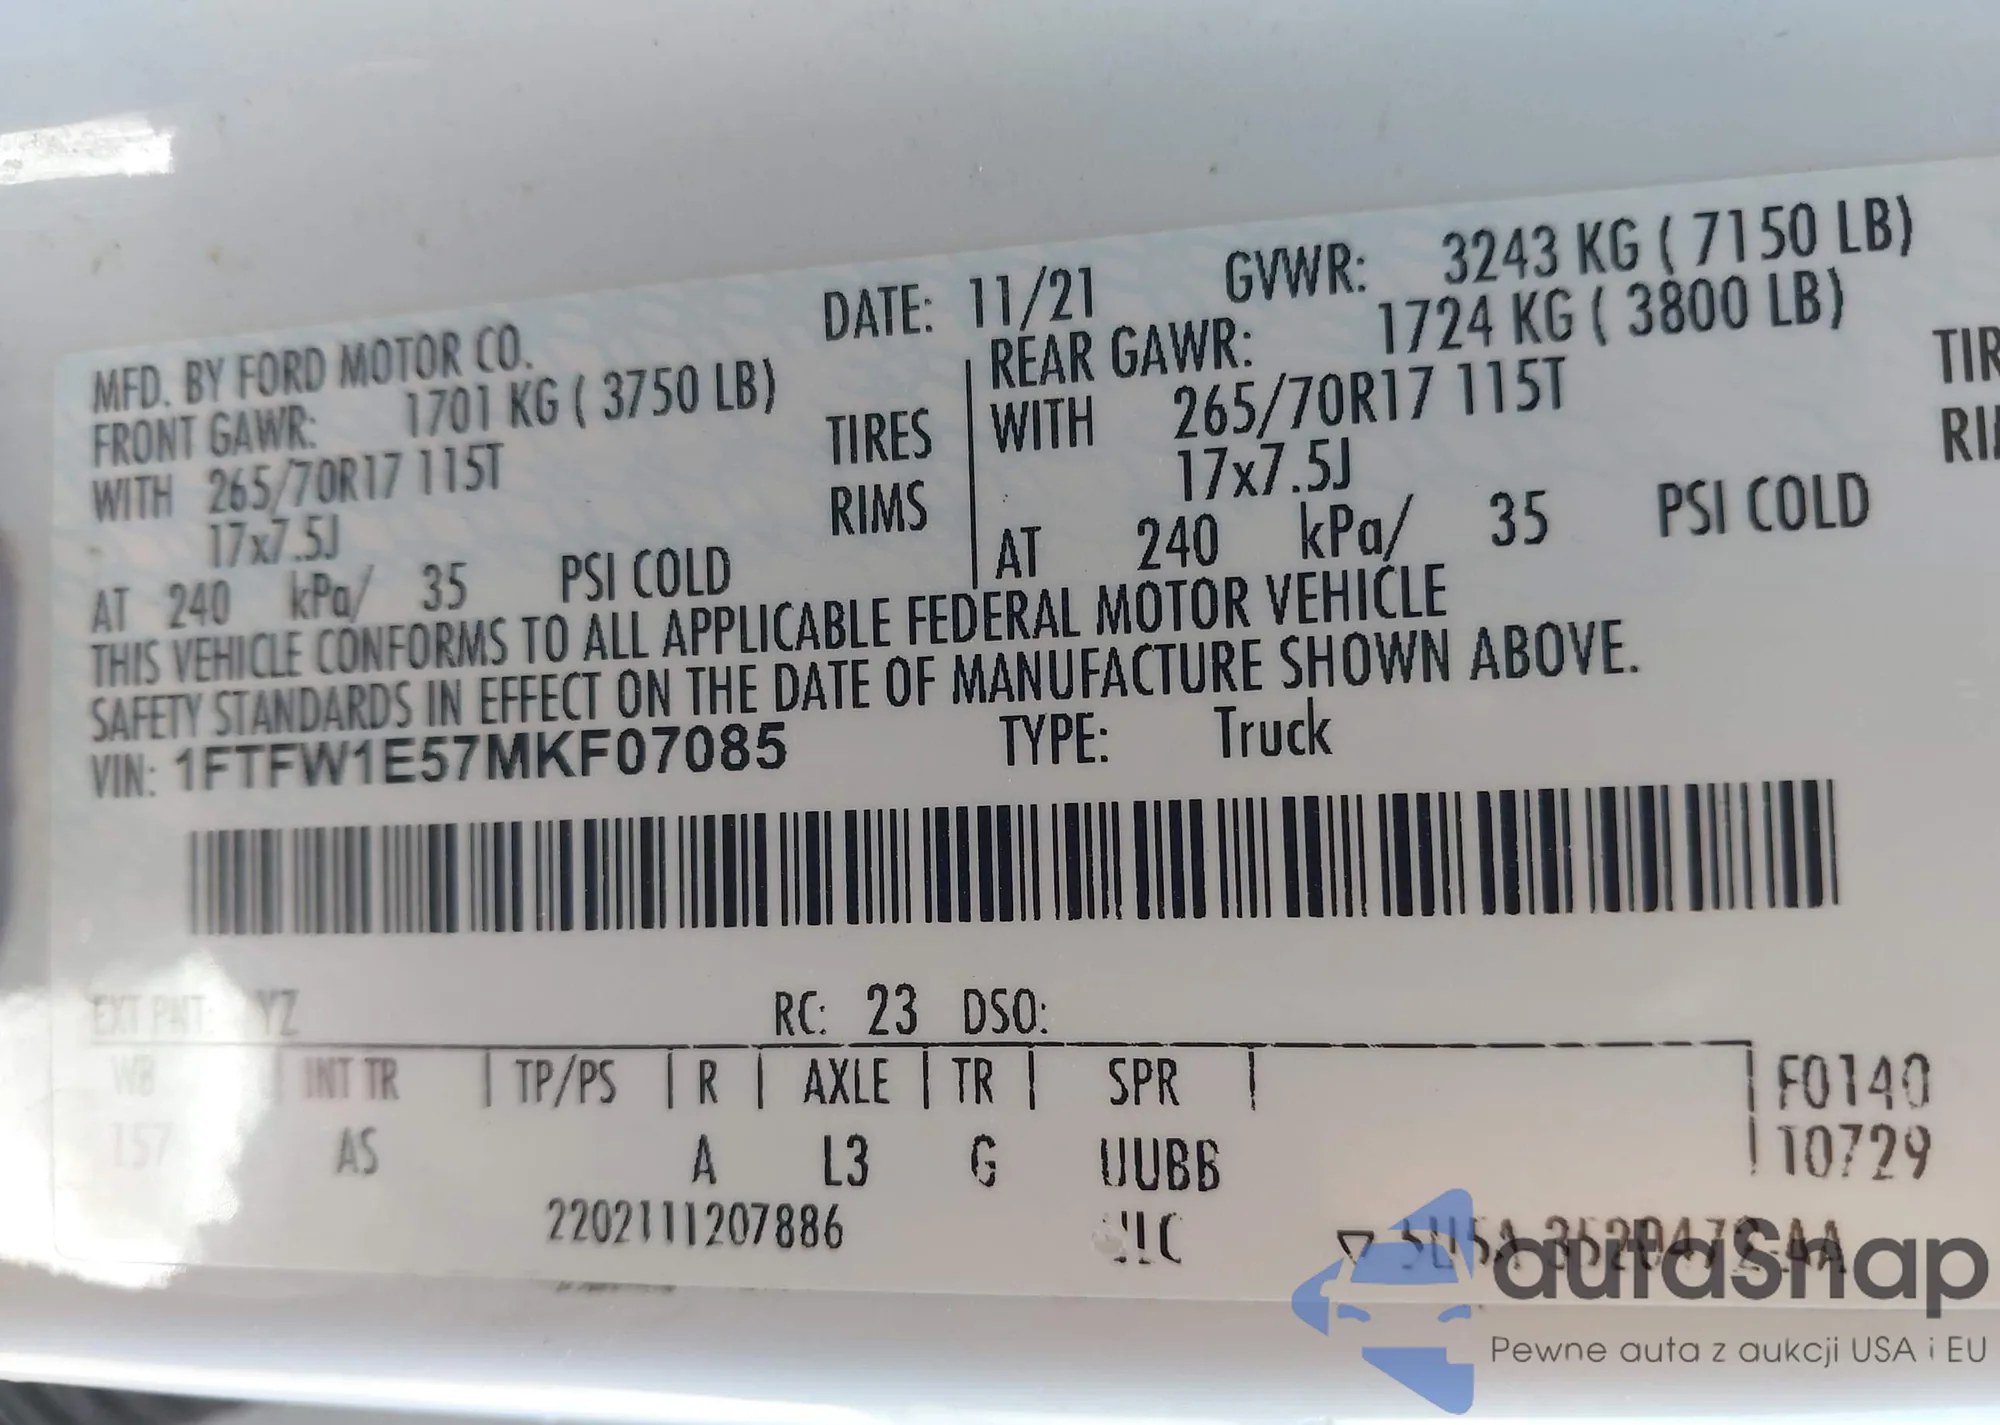 DATE: 11/21 GVWR: 3243 KG ( 7150 LB)
MFD. BY FORD MOTOR CO.
FRONT GAWR: 1701 KG ( 3750 LB)
WITH 265/70R17 115T TIRES
17x7.5J RIMS
AT 240 kPa/ 35 PSI COLD
REAR GAWR: 1724 KG ( 3800 LB)
WITH 265/70R17 115T TIR
17x7.5J
AT 240 kPa/ 35 PSI COLD
THIS VEHICLE CONFORMS TO ALL APPLICABLE FEDERAL MOTOR VEHICLE
SAFETY STANDARDS IN EFFECT ON THE DATE OF MANUFACTURE SHOWN ABOVE.
VIN: 1FTFW1E57MKF07085 TYPE: Truck
EXT PNT: YZ RC: 23 DSO:
WB INT TR TP/PS R AXLE TR SPR F0140
157 AS A L3 G UUBB 10729
2202111207886
autaSnap
Pewne auta z aukcji USA i EU